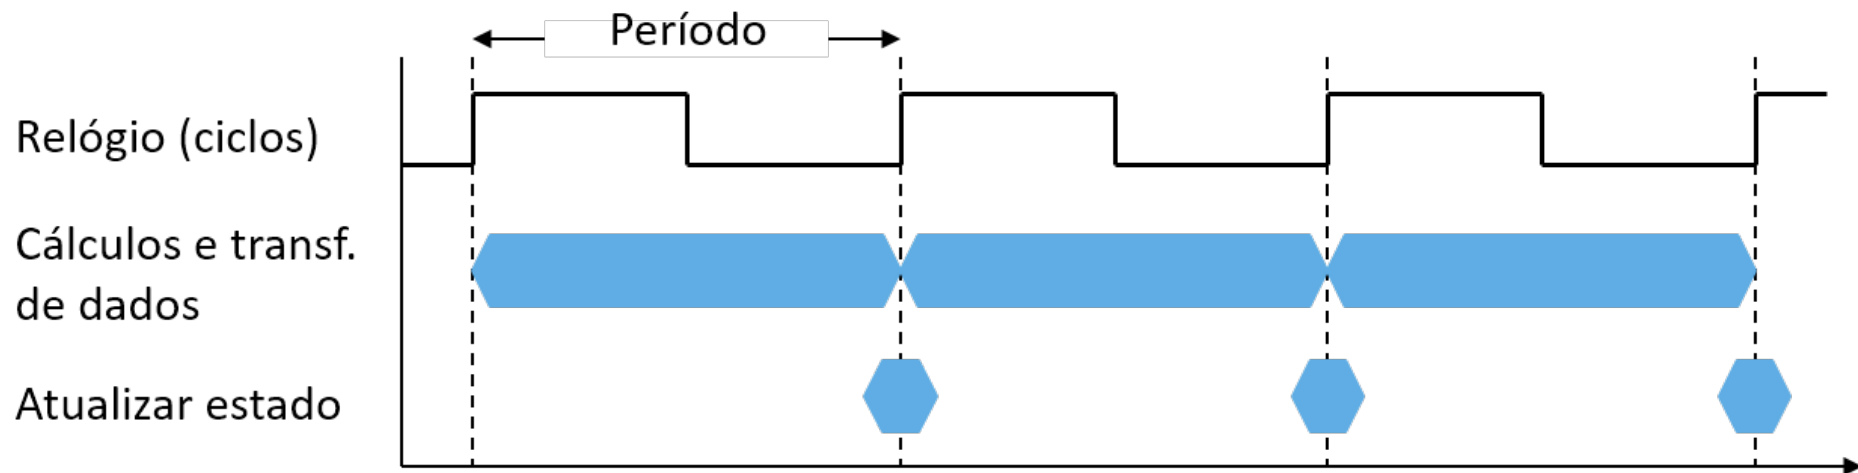 Período
Relógio (ciclos)
Cálculos e transf.
de dados
Atualizar estado